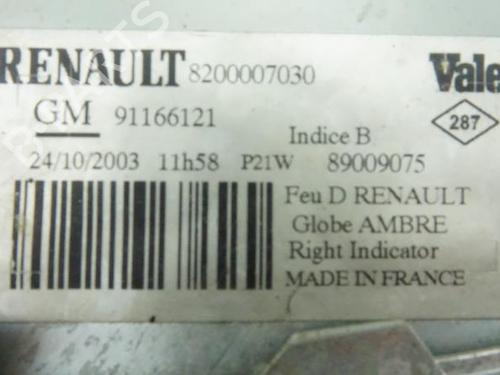 RENAULT 8200007030 Vale
GM 91166121
287
Indice B
24/10/2003 11h58 P21W 89009075
Feu D RENAULT
Globe AMBRE
Right Indicator
MADE IN FRANCE